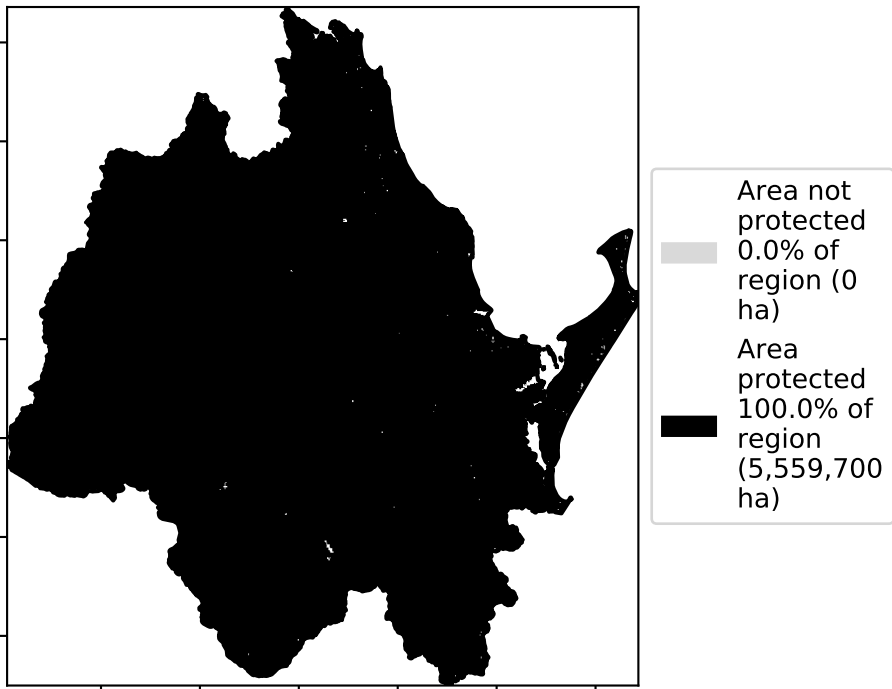 Area not
protected
0.0% of
region (0
ha)
Area
protected
100.0% of
region
(5,559,700
ha)